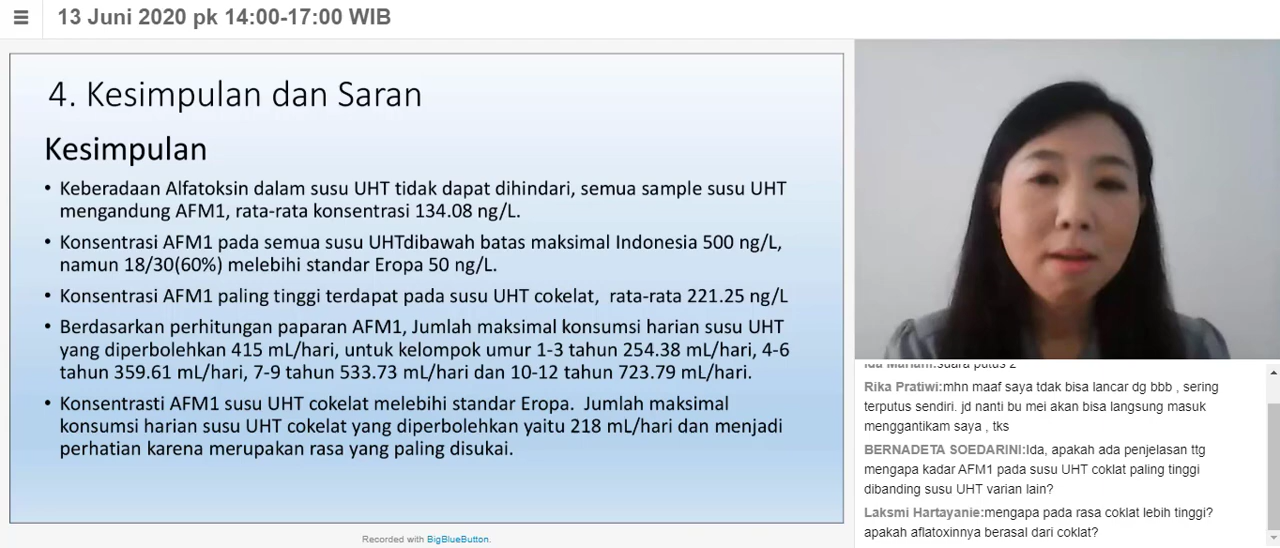 13 Juni 2020 pk 14:00-17:00 WIB
4. Kesimpulan dan Saran
Kesimpulan
• Keberadaan Alfatoksin dalam susu UHT tidak dapat dihindari, semua sample susu UHT
mengandung AFM1, rata-rata konsentrasi 134.08 ng/L.
• Konsentrasi AFM1 pada semua susu UHTdibawah batas maksimal Indonesia 500 ng/L,
namun 18/30(60%) melebihi standar Eropa 50 ng/L.
• Konsentrasi AFM1 paling tinggi terdapat pada susu UHT cokelat, rata-rata 221.25 ng/L
• Berdasarkan perhitungan paparan AFM1, Jumlah maksimal konsumsi harian susu UHT
yang diperbolehkan 415 mL/hari, untuk kelompok umur 1-3 tahun 254.38 mL/hari, 4-6
tahun 359.61 mL/hari, 7-9 tahun 533.73 mL/hari dan 10-12 tahun 723.79 mL/hari.
• Konsentrasti AFM1 susu UHT cokelat melebihi standar Eropa. Jumlah maksimal
konsumsi harian susu UHT cokelat yang diperbolehkan yaitu 218 mL/hari dan menjadi
perhatian karena merupakan rasa yang paling disukai.
Recorded with BigBlueButton.
Ida Mariani:suara putus 2
Rika Pratiwi:mhn maaf saya tdak bisa lancar dg bbb , sering
terputus sendiri. jd nanti bu mei akan bisa langsung masuk
menggantikam saya , tks
BERNADETA SOEDARINI:Ida, apakah ada penjelasan ttg
mengapa kadar AFM1 pada susu UHT coklat paling tinggi
dibanding susu UHT varian lain?
Laksmi Hartayanie:mengapa pada rasa coklat lebih tinggi?
apakah aflatoxinnya berasal dari coklat?